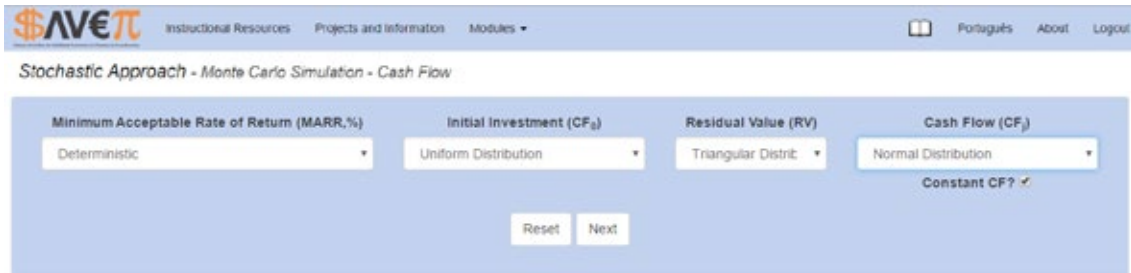 $AV€π Instructional Resources Projects and Information Modules Português About Logout
Stochastic Approach - Monte Carlo Simulation - Cash Flow
Minimum Acceptable Rate of Return (MARR,%) Initial Investment (CF₀) Residual Value (RV) Cash Flow (CFⱼ)
Deterministic Uniform Distribution Triangular Distrib Normal Distribution
Constant CF?
Reset Next